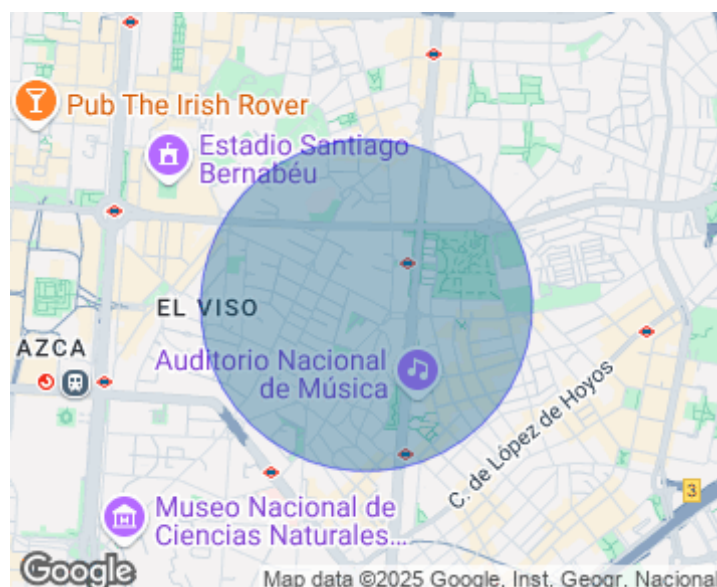 Pub The Irish Rover
Estadio Santiago
Bernabéu
EL VISO
AZCA
Auditorio Nacional
de Música
C. de López de Hoyos
3
Museo Nacional de
Ciencias Naturales...
Google
Map data ©2025 Google, Inst. Geogr. Nacional